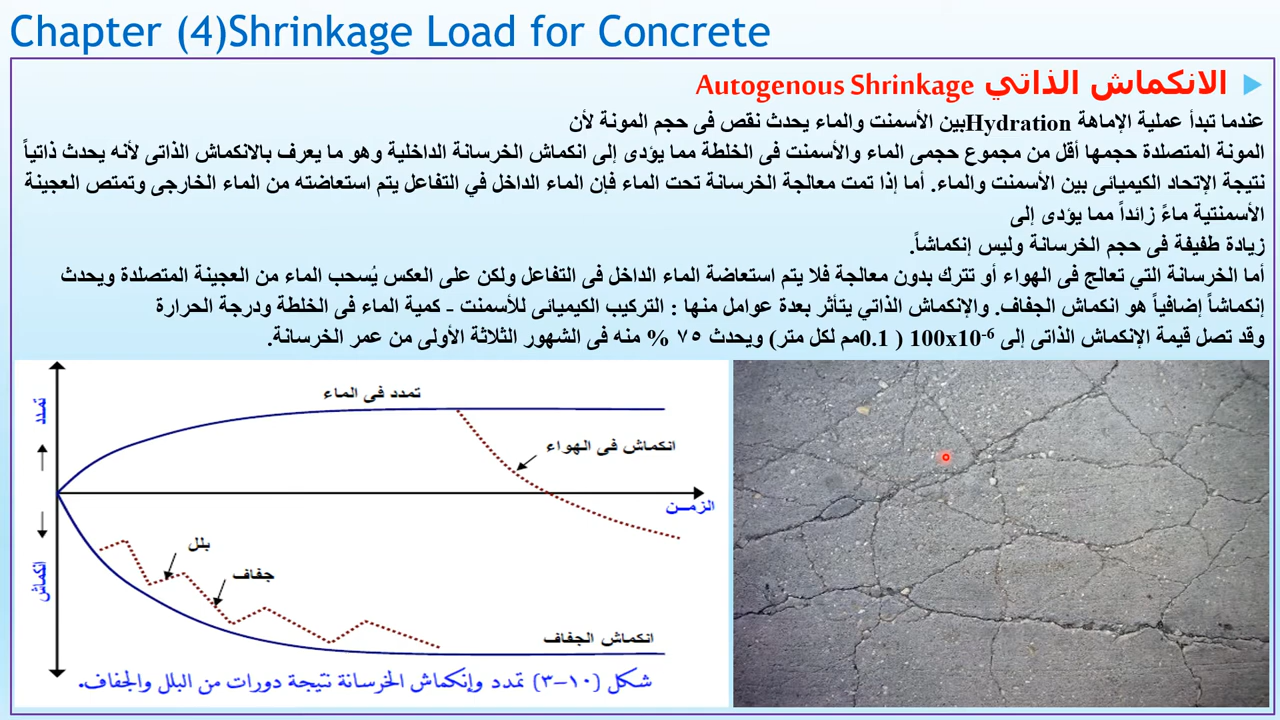 Chapter (4)Shrinkage Load for Concrete
الانكماش الذاتي Autogenous Shrinkage
عندما تبدأ عملية الإماهة Hydrationبين الأسمنت والماء يحدث نقص فى حجم المونة لأن
المونة المتصلدة حجمها أقل من مجموع حجمى الماء والأسمنت فى الخلطة مما يؤدى إلى انكماش الخرسانة الداخلية وهو ما يعرف بالانكماش الذاتى لأنه يحدث ذاتياً
نتيجة الإتحاد الكيميائى بين الأسمنت والماء. أما إذا تمت معالجة الخرسانة تحت الماء فإن الماء الداخل في التفاعل يتم استعاضته من الماء الخارجى وتمتص العجينة
الأسمنتية ماءً زائداً مما يؤدى إلى
زيادة طفيفة فى حجم الخرسانة وليس إنكماشاً.
أما الخرسانة التي تعالج فى الهواء أو تترك بدون معالجة فلا يتم استعاضة الماء الداخل فى التفاعل ولكن على العكس يُسحب الماء من العجينة المتصلدة ويحدث
إنكماشاً إضافياً هو انكماش الجفاف. والإنكماش الذاتي يتأثر بعدة عوامل منها : التركيب الكيميائى للأسمنت - كمية الماء فى الخلطة ودرجة الحرارة
وقد تصل قيمة الإنكماش الذاتى إلى 100x10-6 ( 0.1مم لكل متر) ويحدث ٧٥ % منه فى الشهور الثلاثة الأولى من عمر الخرسانة.
تمدد
تمدد فى الماء
انكماش فى الهواء
الزمـن
بلل
جفاف
انكماش
انكماش الجفاف
شكل (١٠-٣) تمدد وإنكماش الخرسانة نتيجة دورات من البلل والجفاف.